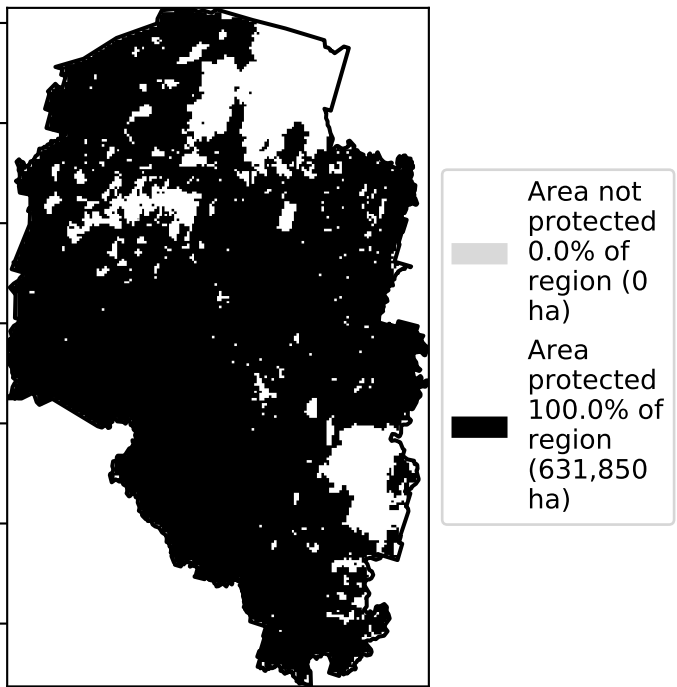 Area not
protected
0.0% of
region (0
ha)
Area
protected
100.0% of
region
(631,850
ha)